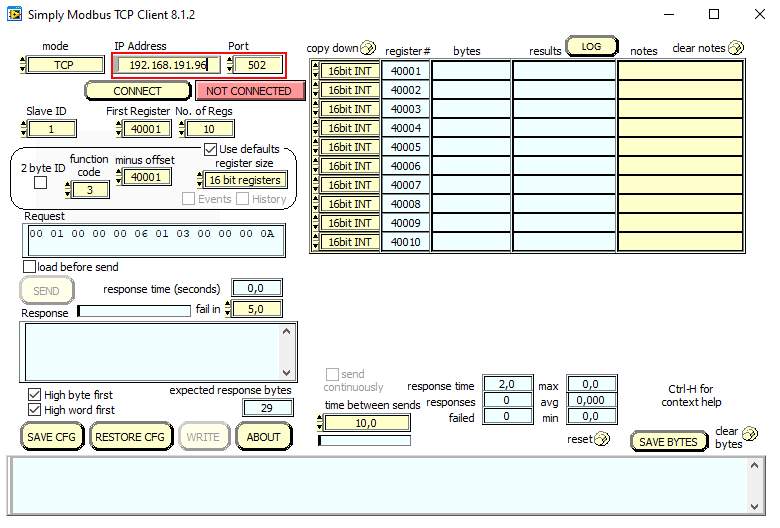 Simply Modbus TCP Client 8.1.2
mode IP Address Port
TCP 192.168.191.96 502
CONNECT NOT CONNECTED
Slave ID First Register No. of Regs
1 40001 10
Use defaults
2 byte ID function code minus offset register size
3 40001 16 bit registers
Events History
Request
00 01 00 00 00 06 01 03 00 00 00 0A
load before send
SEND response time (seconds) 0,0
Response fail in 5,0
High byte first expected response bytes
High word first 29
SAVE CFG RESTORE CFG WRITE ABOUT
copy down register# bytes results LOG notes clear notes
16bit INT 40001
16bit INT 40002
16bit INT 40003
16bit INT 40004
16bit INT 40005
16bit INT 40006
16bit INT 40007
16bit INT 40008
16bit INT 40009
16bit INT 40010
send continuously
time between sends
10,0
response time 2,0 max 0,0
responses 0 avg 0,000
failed 0 min 0,0
reset
Ctrl-H for
context help
SAVE BYTES clear bytes